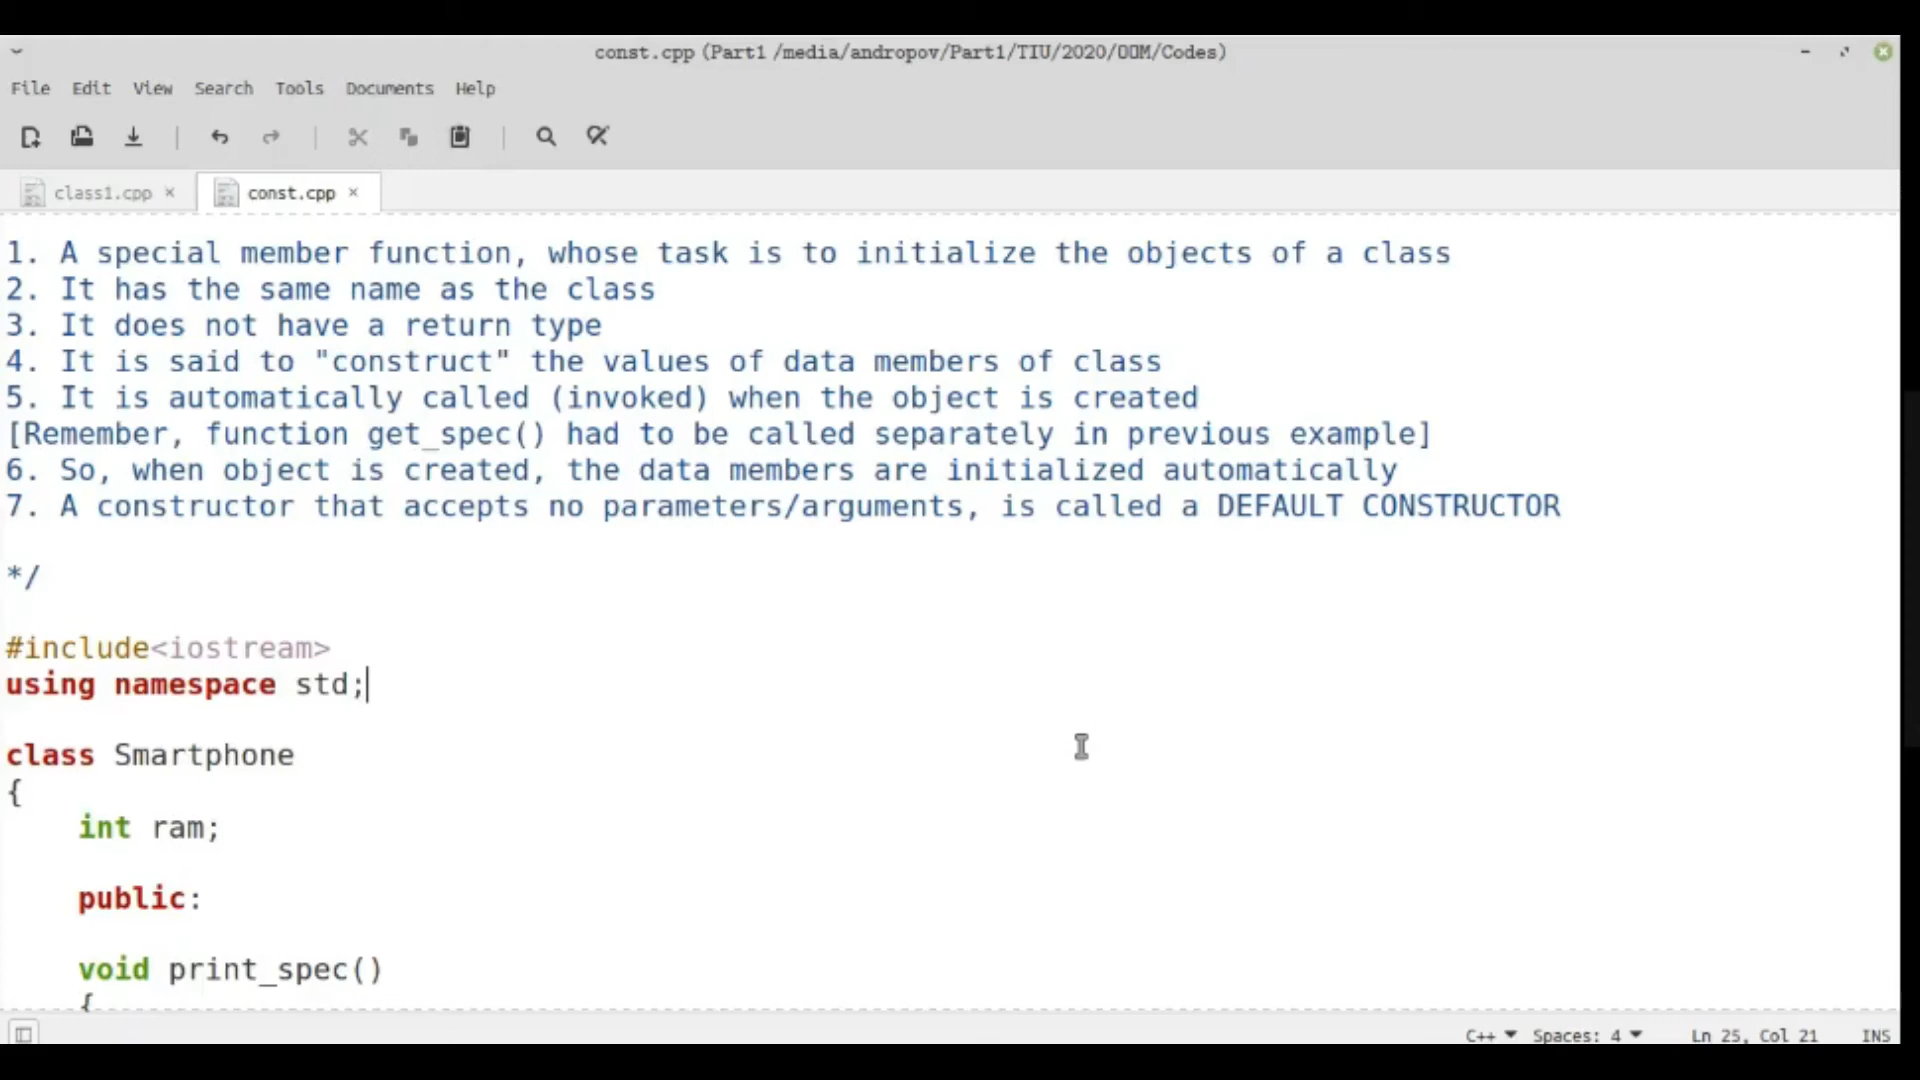 const.cpp (Part1 /media/andropov/Part1/TIU/2020/OOM/Codes)
File Edit View Search Tools Documents Help
class1.cpp × const.cpp ×
1. A special member function, whose task is to initialize the objects of a class
2. It has the same name as the class
3. It does not have a return type
4. It is said to "construct" the values of data members of class
5. It is automatically called (invoked) when the object is created
[Remember, function get_spec() had to be called separately in previous example]
6. So, when object is created, the data members are initialized automatically
7. A constructor that accepts no parameters/arguments, is called a DEFAULT CONSTRUCTOR
*/
#include<iostream>
using namespace std;
class Smartphone
{
int ram;
public:
void print_spec()
{
C++ Spaces: 4 Ln 25, Col 21 INS